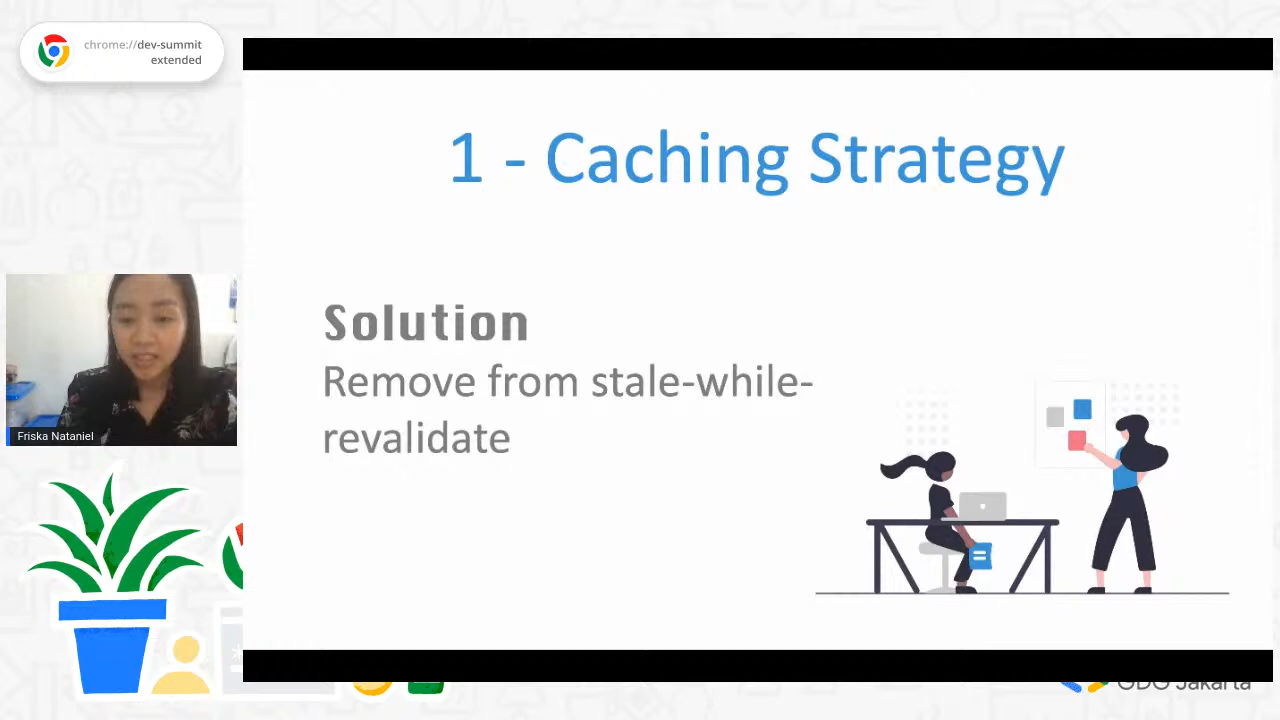 chrome://dev-summit
extended
1 - Caching Strategy
Solution
Remove from stale-while-
revalidate
Friska Nataniel
GDG Jakarta